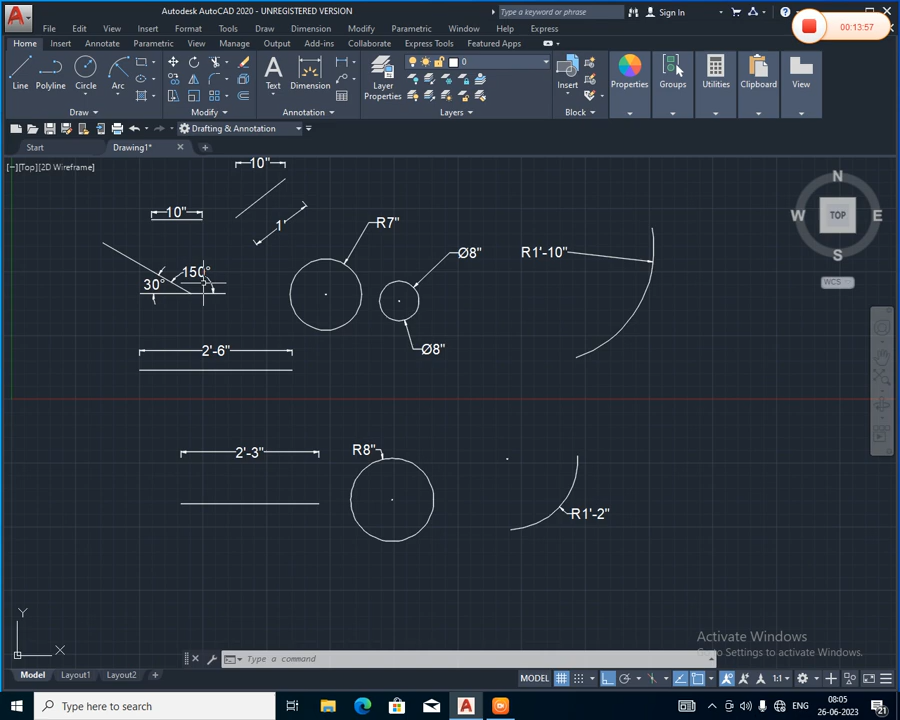 Autodesk AutoCAD 2020 - UNREGISTERED VERSION
Type a keyword or phrase
Sign In
00:13:57
File Edit View Insert Format Tools Draw Dimension Modify Parametric Window Help Express
Home Insert Annotate Parametric View Manage Output Add-ins Collaborate Express Tools Featured Apps
0
Line Polyline Circle Arc Text Dimension Layer Properties Insert Properties Groups Utilities Clipboard View
Draw Modify Annotation Layers Block
Drafting & Annotation
Start Drawing1*
[−][Top][2D Wireframe]
10"
N
10"
W TOP E
R7"
1'
Ø8"
R1'-10"
S
150°
30°
WCS
2'-6"
Ø8"
2'-3"
R8"
R1'-2"
Y
Activate Windows
Go to Settings to activate Windows.
X
Type a command
Model Layout1 Layout2 +
MODEL
1:1
Type here to search
ENG
08:05
26-06-2023
21